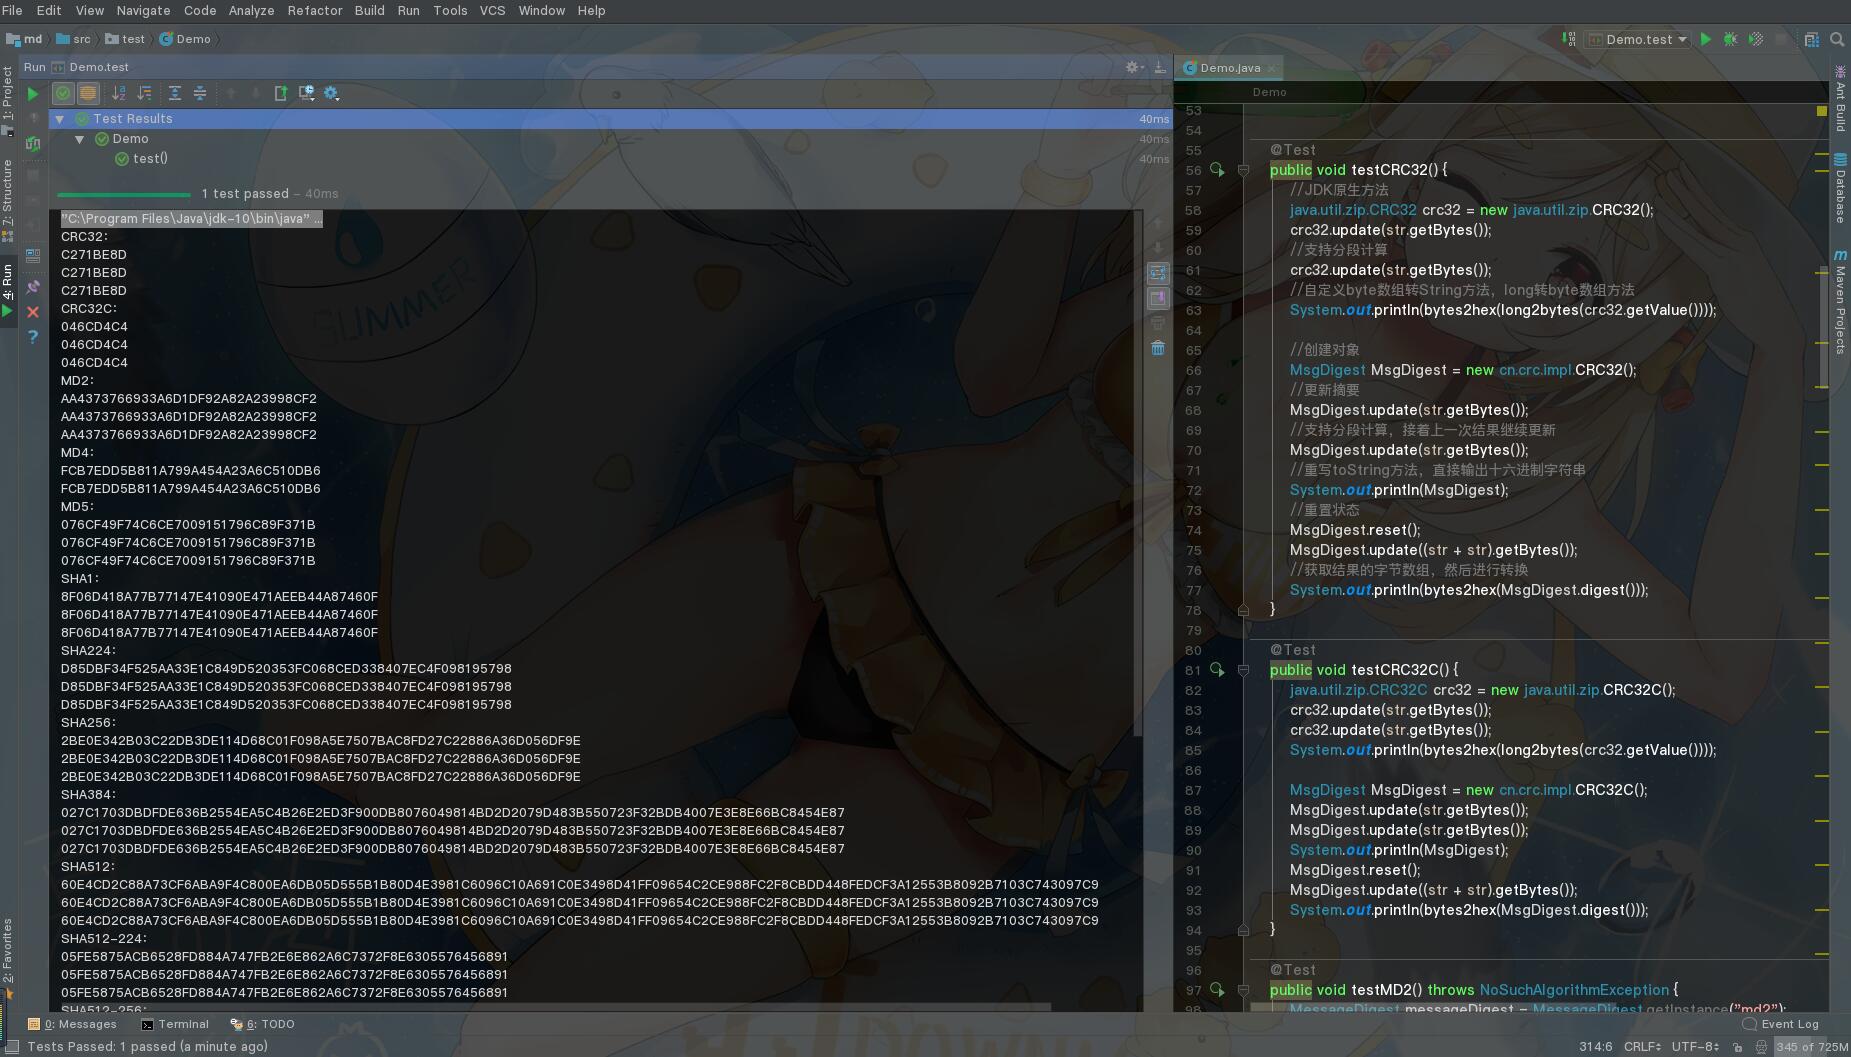 File Edit View Navigate Code Analyze Refactor Build Run Tools VCS Window Help
md src test Demo
Demo.test
Run Demo.test
Demo.java
Demo
1: Project
7: Structure
4: Run
2: Favorites
Ant Build
Database
Maven Projects
Test Results 40ms
Demo 40ms
test() 40ms
1 test passed – 40ms
"C:\Program Files\Java\jdk-10\bin\java" ...
CRC32:
C271BE8D
C271BE8D
C271BE8D
CRC32C:
046CD4C4
046CD4C4
046CD4C4
MD2:
AA4373766933A6D1DF92A82A23998CF2
AA4373766933A6D1DF92A82A23998CF2
AA4373766933A6D1DF92A82A23998CF2
MD4:
FCB7EDD5B811A799A454A23A6C510DB6
FCB7EDD5B811A799A454A23A6C510DB6
MD5:
076CF49F74C6CE7009151796C89F371B
076CF49F74C6CE7009151796C89F371B
076CF49F74C6CE7009151796C89F371B
SHA1:
8F06D418A77B77147E41090E471AEEB44A87460F
8F06D418A77B77147E41090E471AEEB44A87460F
8F06D418A77B77147E41090E471AEEB44A87460F
SHA224:
D85DBF34F525AA33E1C849D520353FC068CED338407EC4F098195798
D85DBF34F525AA33E1C849D520353FC068CED338407EC4F098195798
D85DBF34F525AA33E1C849D520353FC068CED338407EC4F098195798
SHA256:
2BE0E342B03C22DB3DE114D68C01F098A5E7507BAC8FD27C22886A36D056DF9E
2BE0E342B03C22DB3DE114D68C01F098A5E7507BAC8FD27C22886A36D056DF9E
2BE0E342B03C22DB3DE114D68C01F098A5E7507BAC8FD27C22886A36D056DF9E
SHA384:
027C1703DBDFDE636B2554EA5C4B26E2ED3F900DB8076049814BD2D2079D483B550723F32BDB4007E3E8E66BC8454E87
027C1703DBDFDE636B2554EA5C4B26E2ED3F900DB8076049814BD2D2079D483B550723F32BDB4007E3E8E66BC8454E87
027C1703DBDFDE636B2554EA5C4B26E2ED3F900DB8076049814BD2D2079D483B550723F32BDB4007E3E8E66BC8454E87
SHA512:
60E4CD2C88A73CF6ABA9F4C800EA6DB05D555B1B80D4E3981C6096C10A691C0E3498D41FF09654C2CE988FC2F8CBDD448FEDCF3A12553B8092B7103C743097C9
60E4CD2C88A73CF6ABA9F4C800EA6DB05D555B1B80D4E3981C6096C10A691C0E3498D41FF09654C2CE988FC2F8CBDD448FEDCF3A12553B8092B7103C743097C9
60E4CD2C88A73CF6ABA9F4C800EA6DB05D555B1B80D4E3981C6096C10A691C0E3498D41FF09654C2CE988FC2F8CBDD448FEDCF3A12553B8092B7103C743097C9
SHA512-224:
05FE5875ACB6528FD884A747FB2E6E862A6C7372F8E6305576456891
05FE5875ACB6528FD884A747FB2E6E862A6C7372F8E6305576456891
05FE5875ACB6528FD884A747FB2E6E862A6C7372F8E6305576456891
SHA512-256:
SUMMER
53
54
55 @Test
56 public void testCRC32() {
57 //JDK原生方法
58 java.util.zip.CRC32 crc32 = new java.util.zip.CRC32();
59 crc32.update(str.getBytes());
60 //支持分段计算
61 crc32.update(str.getBytes());
62 //自定义byte数组转String方法，long转byte数组方法
63 System.out.println(bytes2hex(long2bytes(crc32.getValue())));
64
65 //创建对象
66 MsgDigest MsgDigest = new cn.crc.impl.CRC32();
67 //更新摘要
68 MsgDigest.update(str.getBytes());
69 //支持分段计算，接着上一次结果继续更新
70 MsgDigest.update(str.getBytes());
71 //重写toString方法，直接输出十六进制字符串
72 System.out.println(MsgDigest);
73 //重置状态
74 MsgDigest.reset();
75 MsgDigest.update((str + str).getBytes());
76 //获取结果的字节数组，然后进行转换
77 System.out.println(bytes2hex(MsgDigest.digest()));
78 }
79
80 @Test
81 public void testCRC32C() {
82 java.util.zip.CRC32C crc32 = new java.util.zip.CRC32C();
83 crc32.update(str.getBytes());
84 crc32.update(str.getBytes());
85 System.out.println(bytes2hex(long2bytes(crc32.getValue())));
86
87 MsgDigest MsgDigest = new cn.crc.impl.CRC32C();
88 MsgDigest.update(str.getBytes());
89 MsgDigest.update(str.getBytes());
90 System.out.println(MsgDigest);
91 MsgDigest.reset();
92 MsgDigest.update((str + str).getBytes());
93 System.out.println(bytes2hex(MsgDigest.digest()));
94 }
95
96 @Test
97 public void testMD2() throws NoSuchAlgorithmException {
98 MessageDigest messageDigest = MessageDigest.getInstance("md2");
0: Messages Terminal 6: TODO Event Log
Tests Passed: 1 passed (a minute ago) 314:6 CRLF UTF-8 345 of 725M